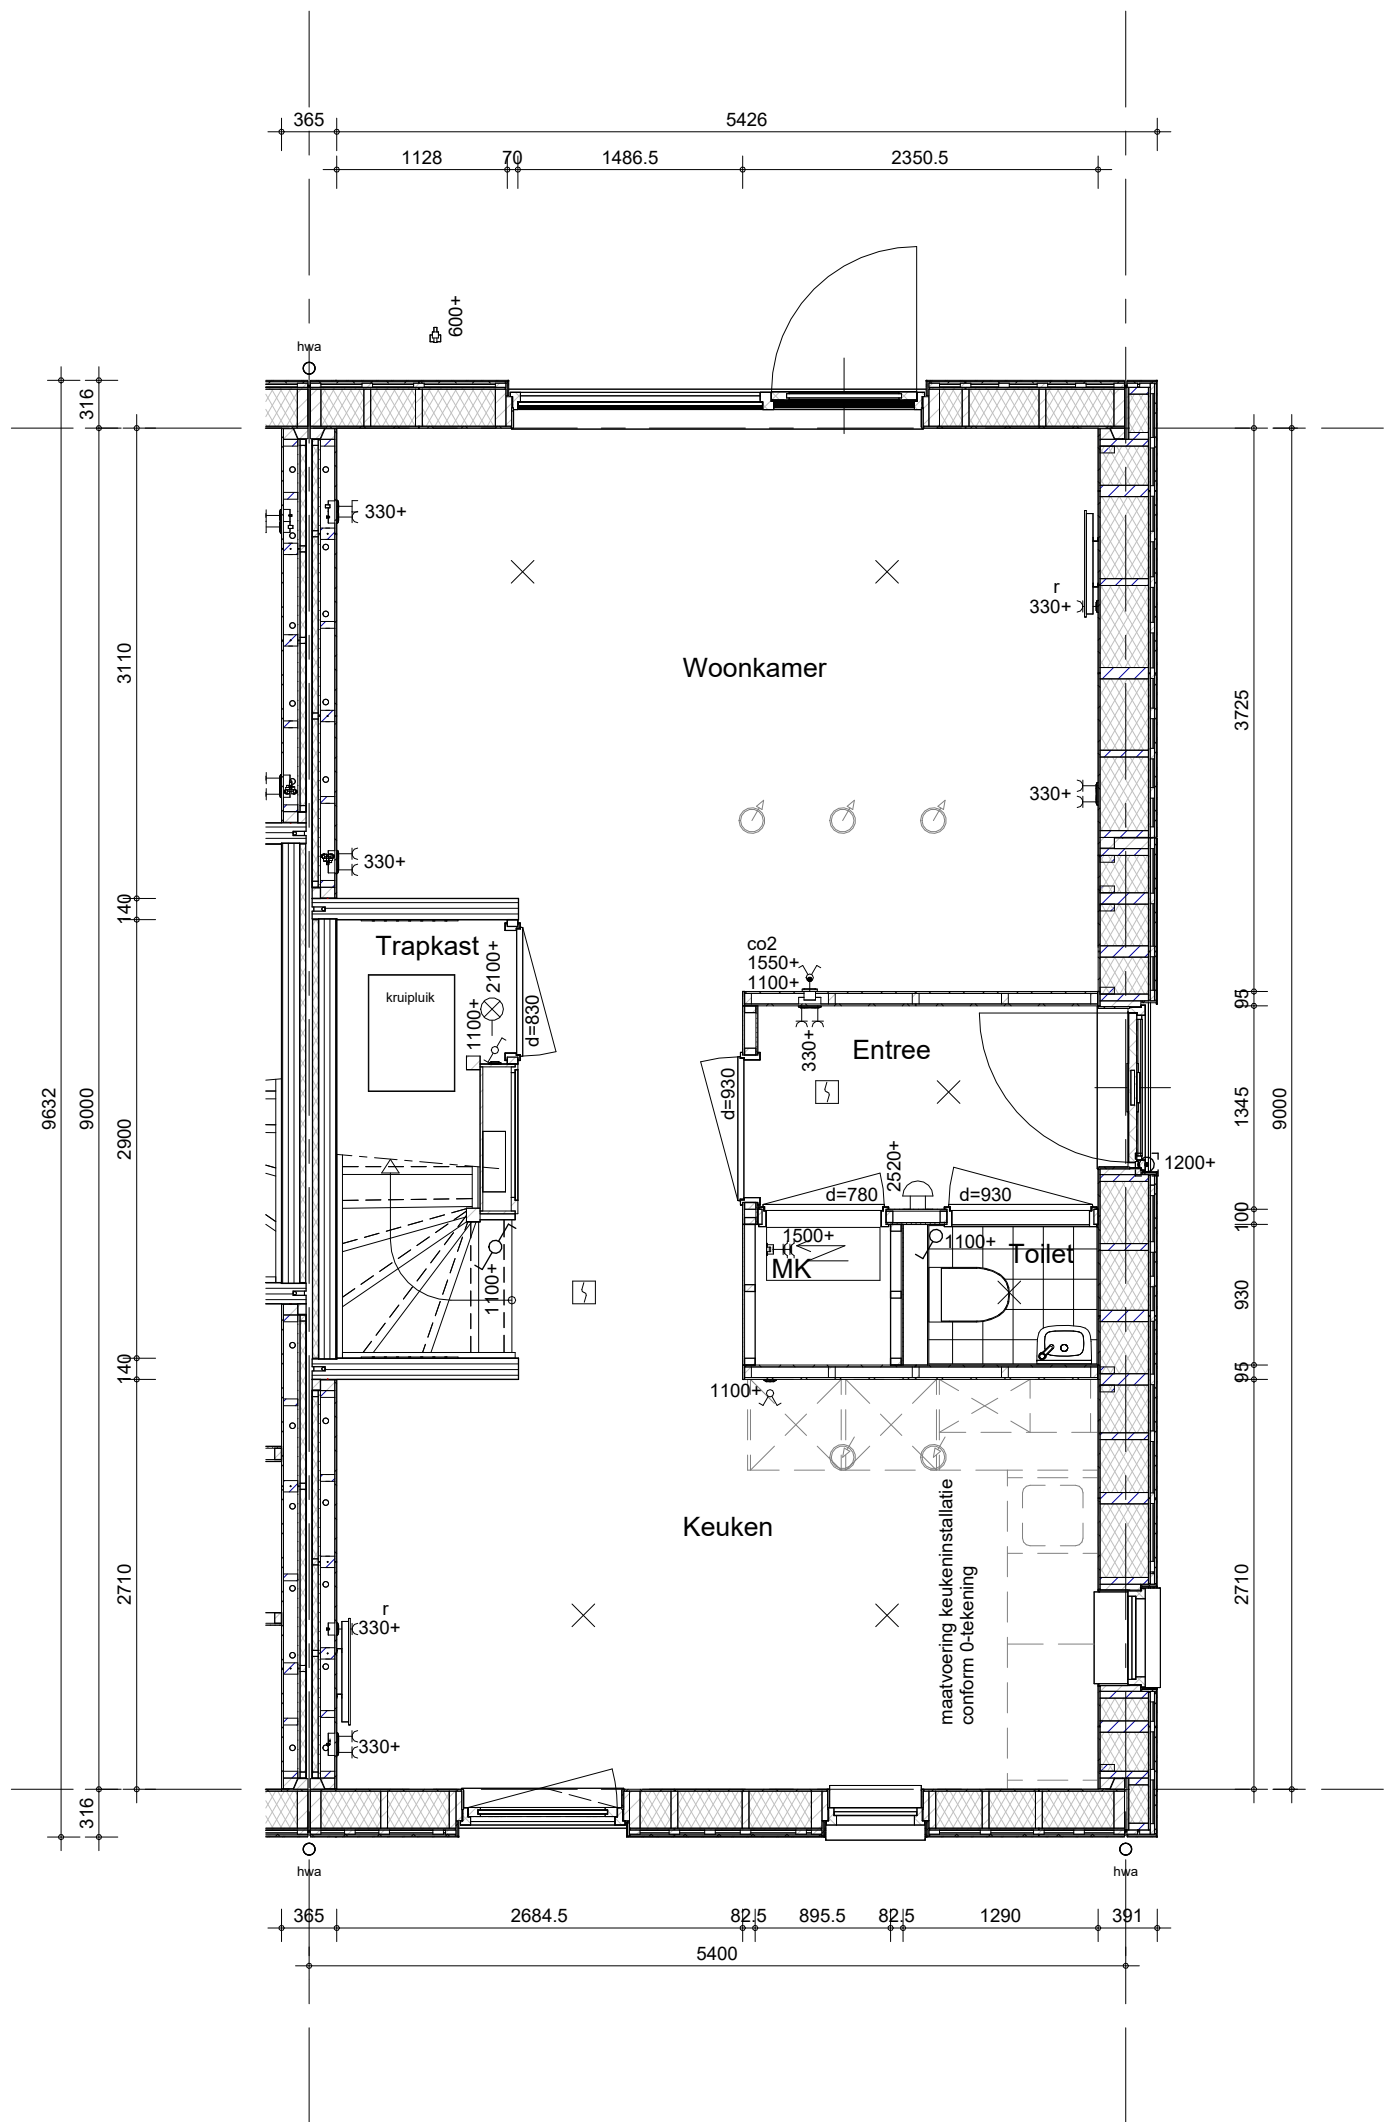 365
5426
1128
70
1486.5
2350.5
600+
hwa
316
330+
r
330+
Woonkamer
3110
3725
330+
330+
140
Trapkast
2100+
co2
1550+
1100+
kruipluik
1100+
d=830
330+
Entree
95
9632
9000
2900
d=930
1345
9000
2520+
1200+
d=780
d=930
100
1500+
1100+
Toilet
MK
1100+
930
140
95
1100+
Keuken
maatvoering keukeninstallatie
conform 0-tekening
2710
2710
r
330+
330+
316
hwa
hwa
365
2684.5
82.5
895.5
82.5
1290
391
5400